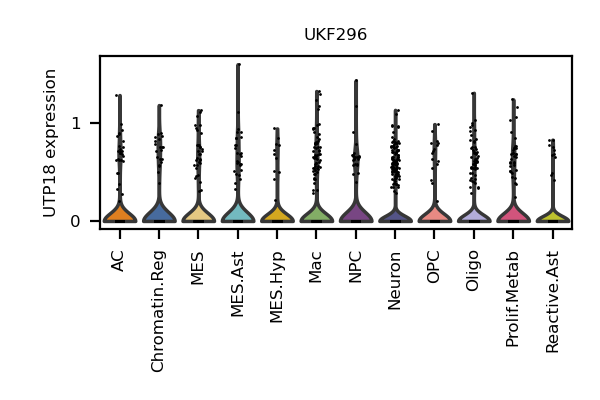 UKF296
UTP18 expression
1
0
AC
Chromatin.Reg
MES
MES.Ast
MES.Hyp
Mac
NPC
Neuron
OPC
Oligo
Prolif.Metab
Reactive.Ast